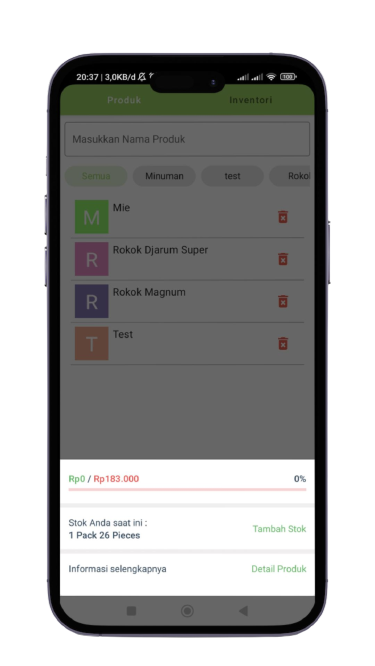 20:37 | 3,0KB/d
100
Produk Inventori
Masukkan Nama Produk
Semua Minuman test Rokol
M Mie
R Rokok Djarum Super
R Rokok Magnum
T Test
Rp0 / Rp183.000 0%
Stok Anda saat ini :
1 Pack 26 Pieces
Tambah Stok
Informasi selengkapnya Detail Produk